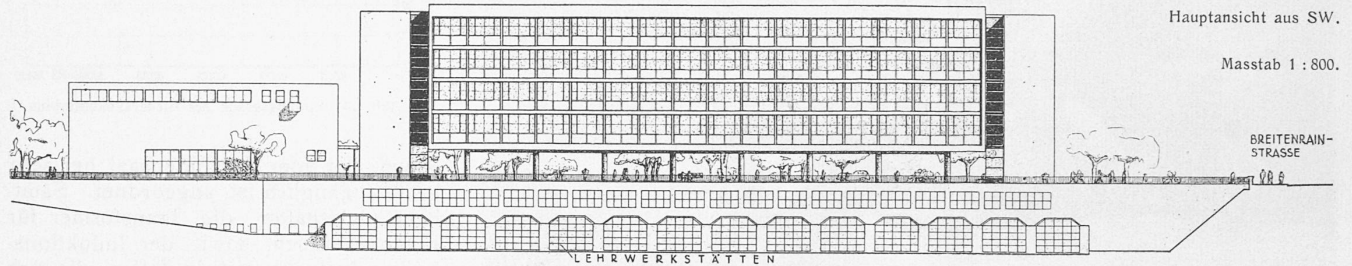 Hauptansicht aus SW.
Masstab 1 : 800.
BREITENRAIN-
STRASSE
LEHRWERKSTÄTTEN